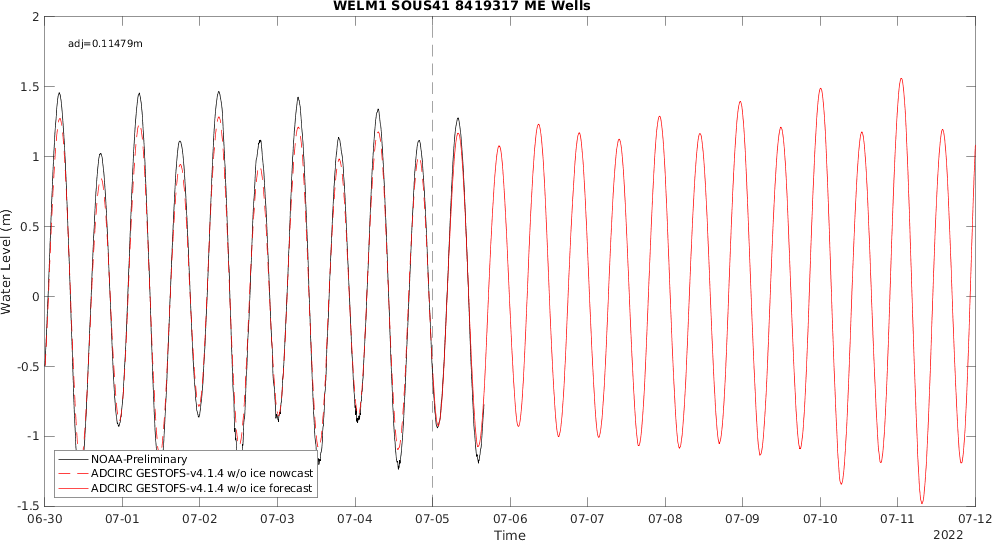 WELM1 SOUS41 8419317 ME Wells
adj=0.11479m
2
1.5
1
0.5
0
-0.5
-1
-1.5
Water Level (m)
NOAA-Preliminary
ADCIRC GESTOFS-v4.1.4 w/o ice nowcast
ADCIRC GESTOFS-v4.1.4 w/o ice forecast
06-30 07-01 07-02 07-03 07-04 07-05 07-06 07-07 07-08 07-09 07-10 07-11 07-12
Time
2022